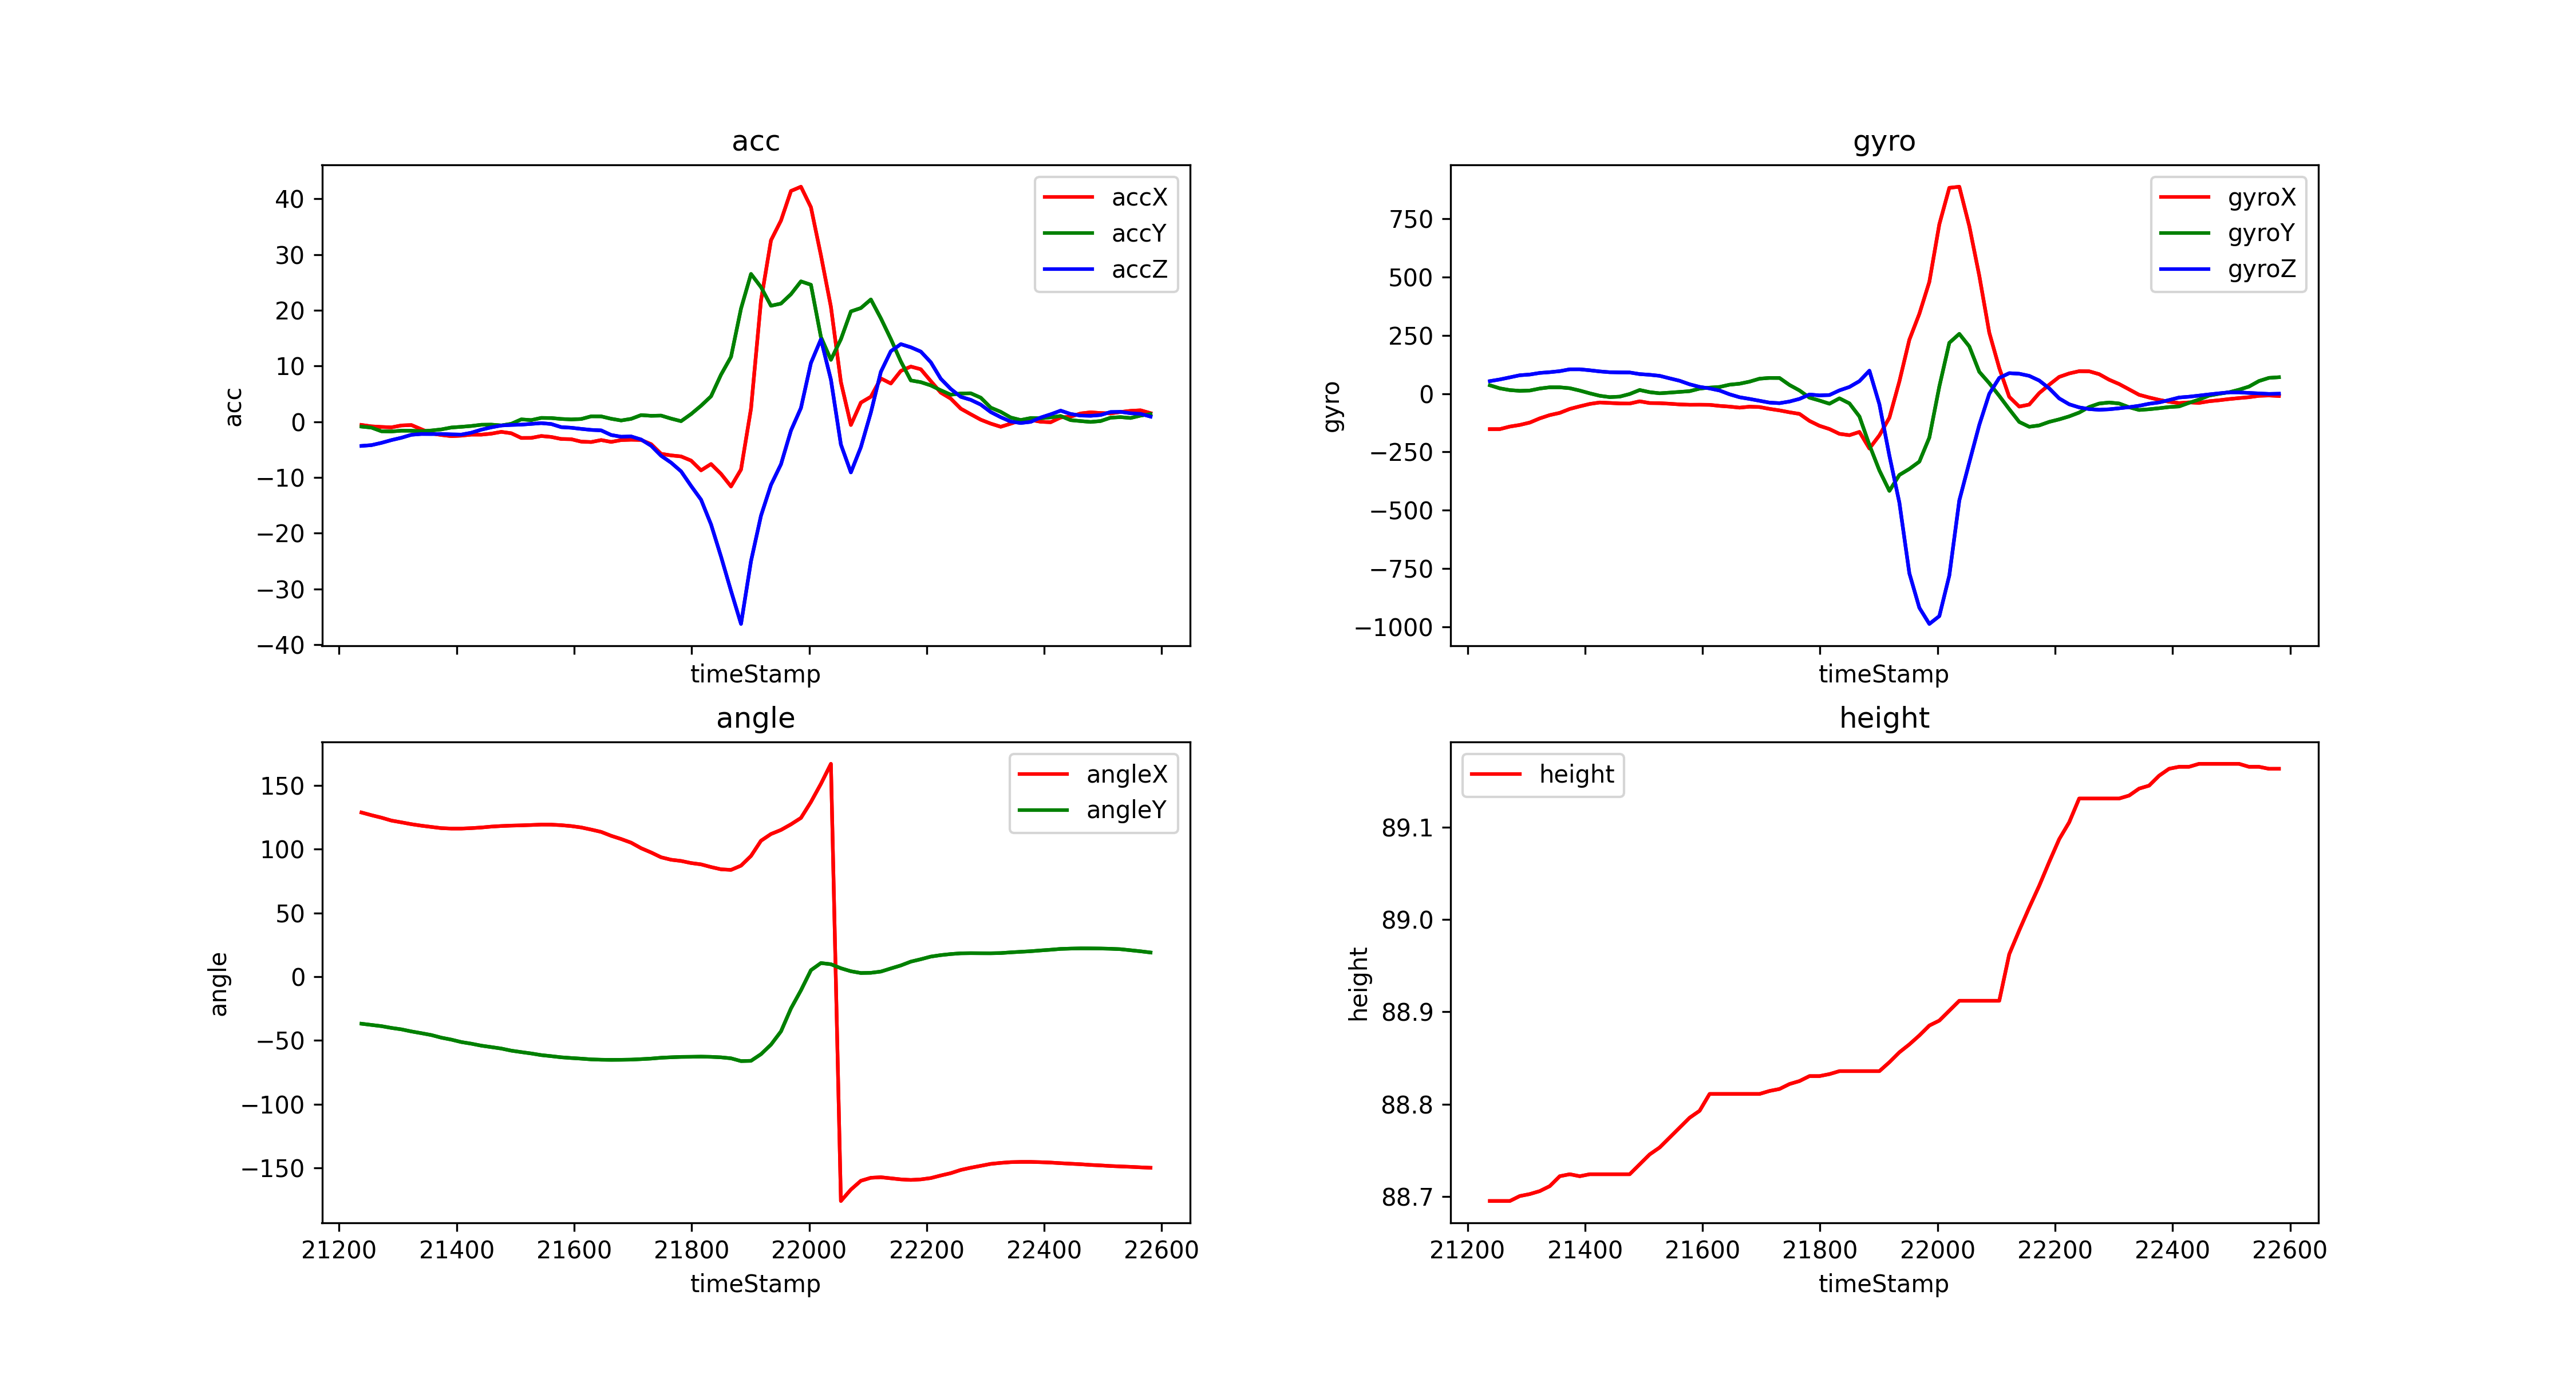 acc
40
30
20
10
0
−10
−20
−30
−40
acc
accX
accY
accZ
timeStamp
gyro
750
500
250
0
−250
−500
−750
−1000
gyro
gyroX
gyroY
gyroZ
timeStamp
angle
150
100
50
0
−50
−100
−150
angle
angleX
angleY
21200 21400 21600 21800 22000 22200 22400 22600
timeStamp
height
89.1
89.0
88.9
88.8
88.7
height
height
21200 21400 21600 21800 22000 22200 22400 22600
timeStamp